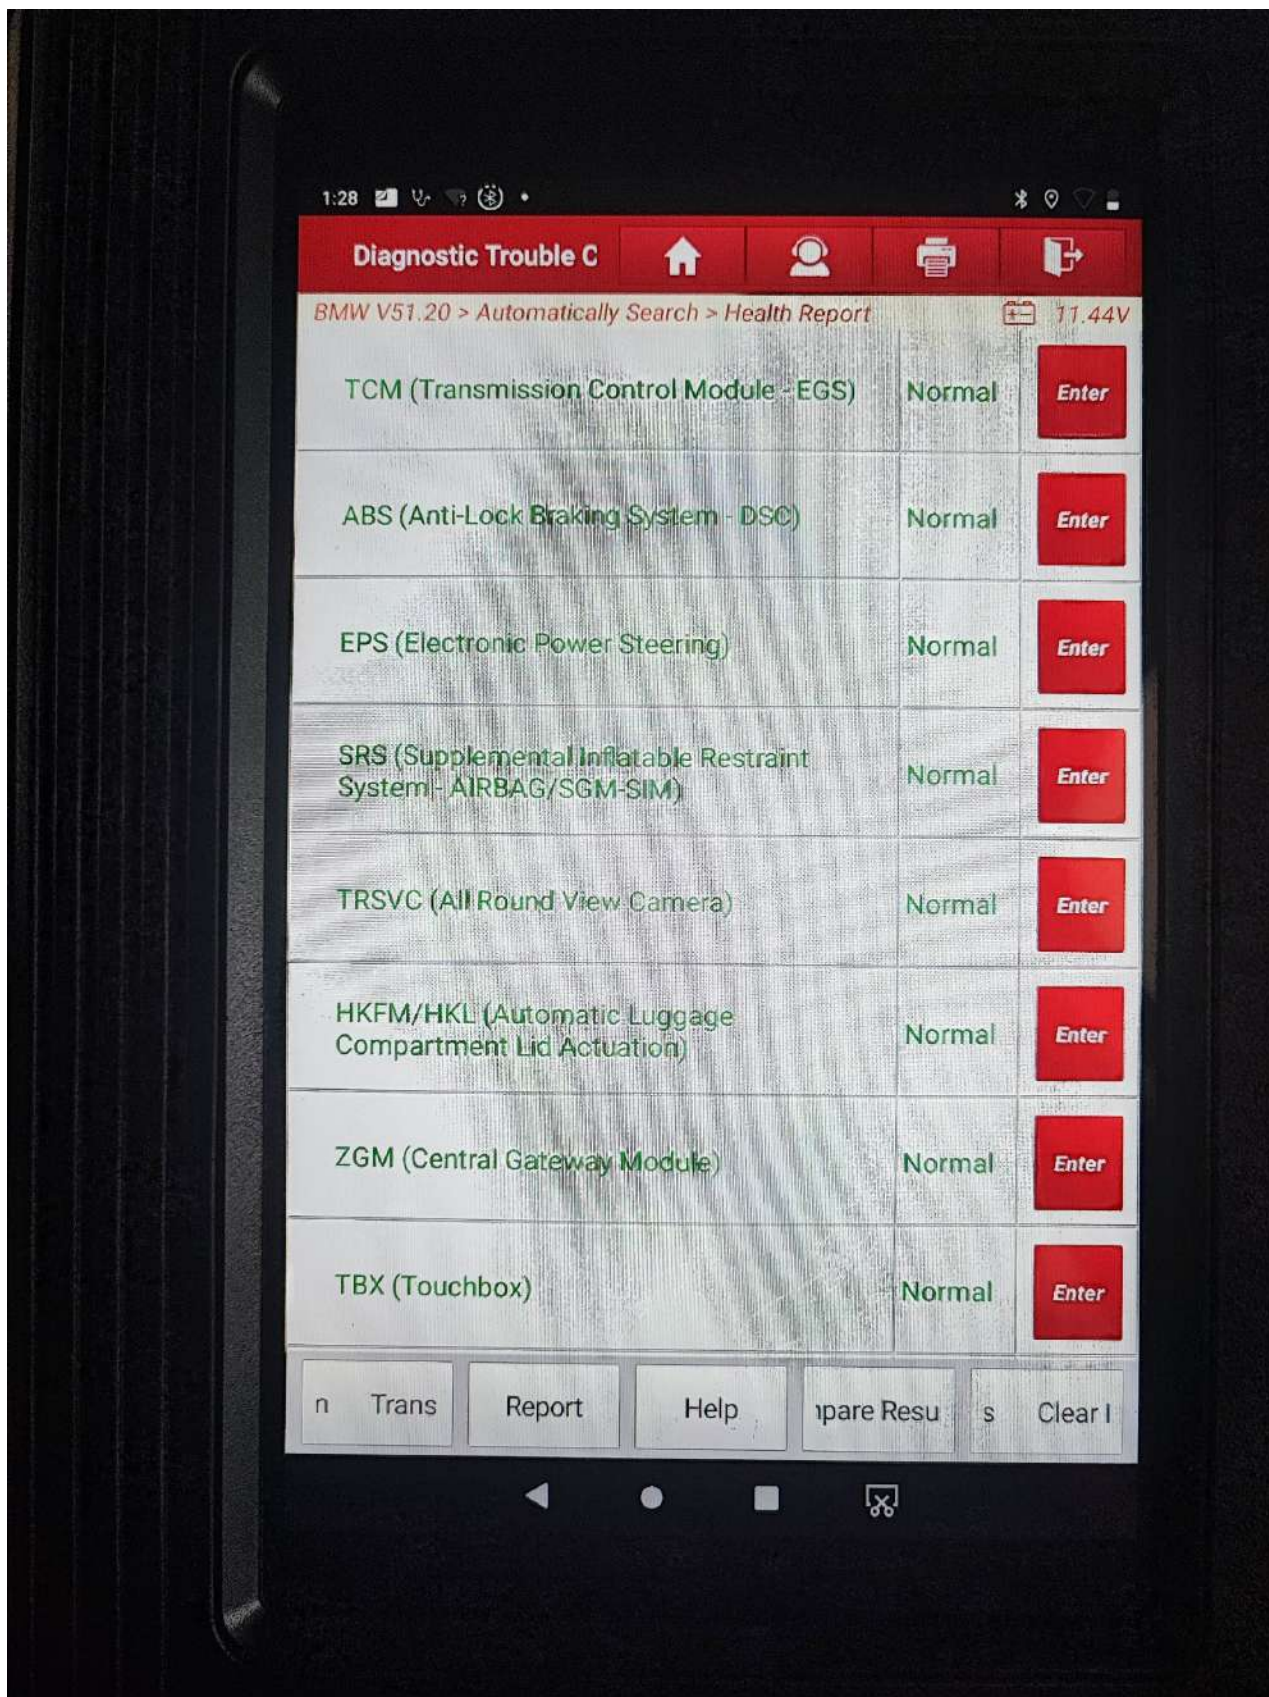 1:28
Diagnostic Trouble C
BMW V51.20 > Automatically Search > Health Report 11.44V
TCM (Transmission Control Module - EGS) Normal Enter
ABS (Anti-Lock Braking System - DSC) Normal Enter
EPS (Electronic Power Steering) Normal Enter
SRS (Supplemental Inflatable Restraint
System - AIRBAG/SGM-SIM) Normal Enter
TRSVC (All Round View Camera) Normal Enter
HKFM/HKL (Automatic Luggage
Compartment Lid Actuation) Normal Enter
ZGM (Central Gateway Module) Normal Enter
TBX (Touchbox) Normal Enter
n Trans Report Help pare Resu s Clear